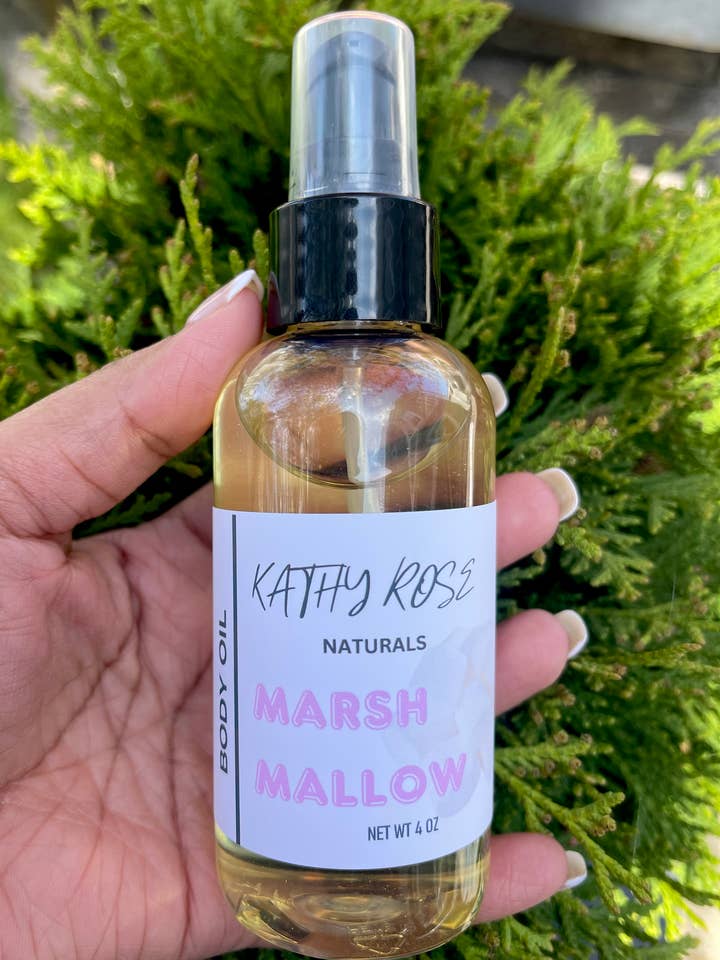 KATHY ROSE
NATURALS
MARSH
MALLOW
NET WT 4 OZ
BODY OIL